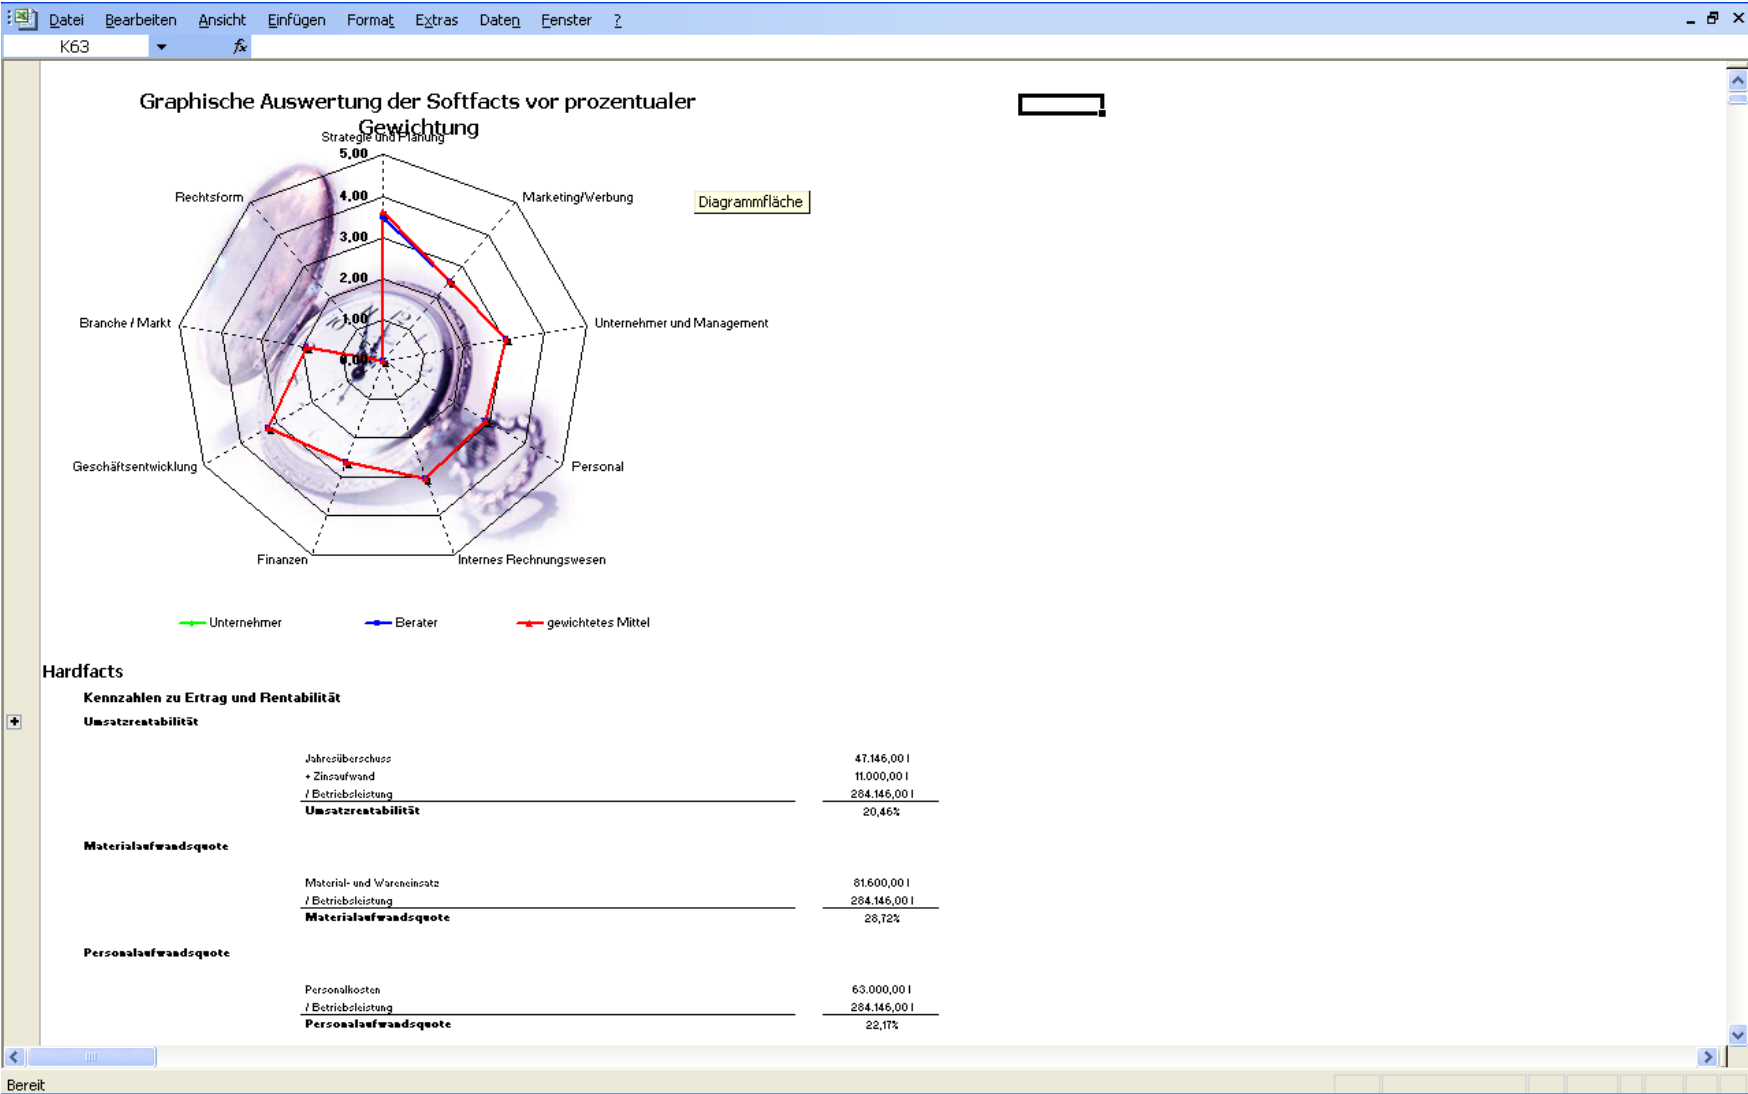 Datei Bearbeiten Ansicht Einfügen Format Extras Daten Fenster ?
K63 fx
Graphische Auswertung der Softfacts vor prozentualer
Gewichtung
Strategie und Planung
5,00
Rechtsform 4,00 Marketing/Werbung
Diagrammfläche
3,00
2,00
1,00
Branche / Markt Unternehmer und Management
0,00
Geschäftsentwicklung Personal
Finanzen Internes Rechnungswesen
Unternehmer Berater gewichtetes Mittel
Hardfacts
Kennzahlen zu Ertrag und Rentabilität
Umsatzrentabilität
Jahresüberschuss 47.146,00 l
+ Zinsaufwand 11.000,00 l
/ Betriebsleistung 284.146,00 l
Umsatzrentabilität 20,46%
Materialaufwandsquote
Material- und Wareneinsatz 81.600,00 l
/ Betriebsleistung 284.146,00 l
Materialaufwandsquote 28,72%
Personalaufwandsquote
Personalkosten 63.000,00 l
/ Betriebsleistung 284.146,00 l
Personalaufwandsquote 22,17%
Bereit